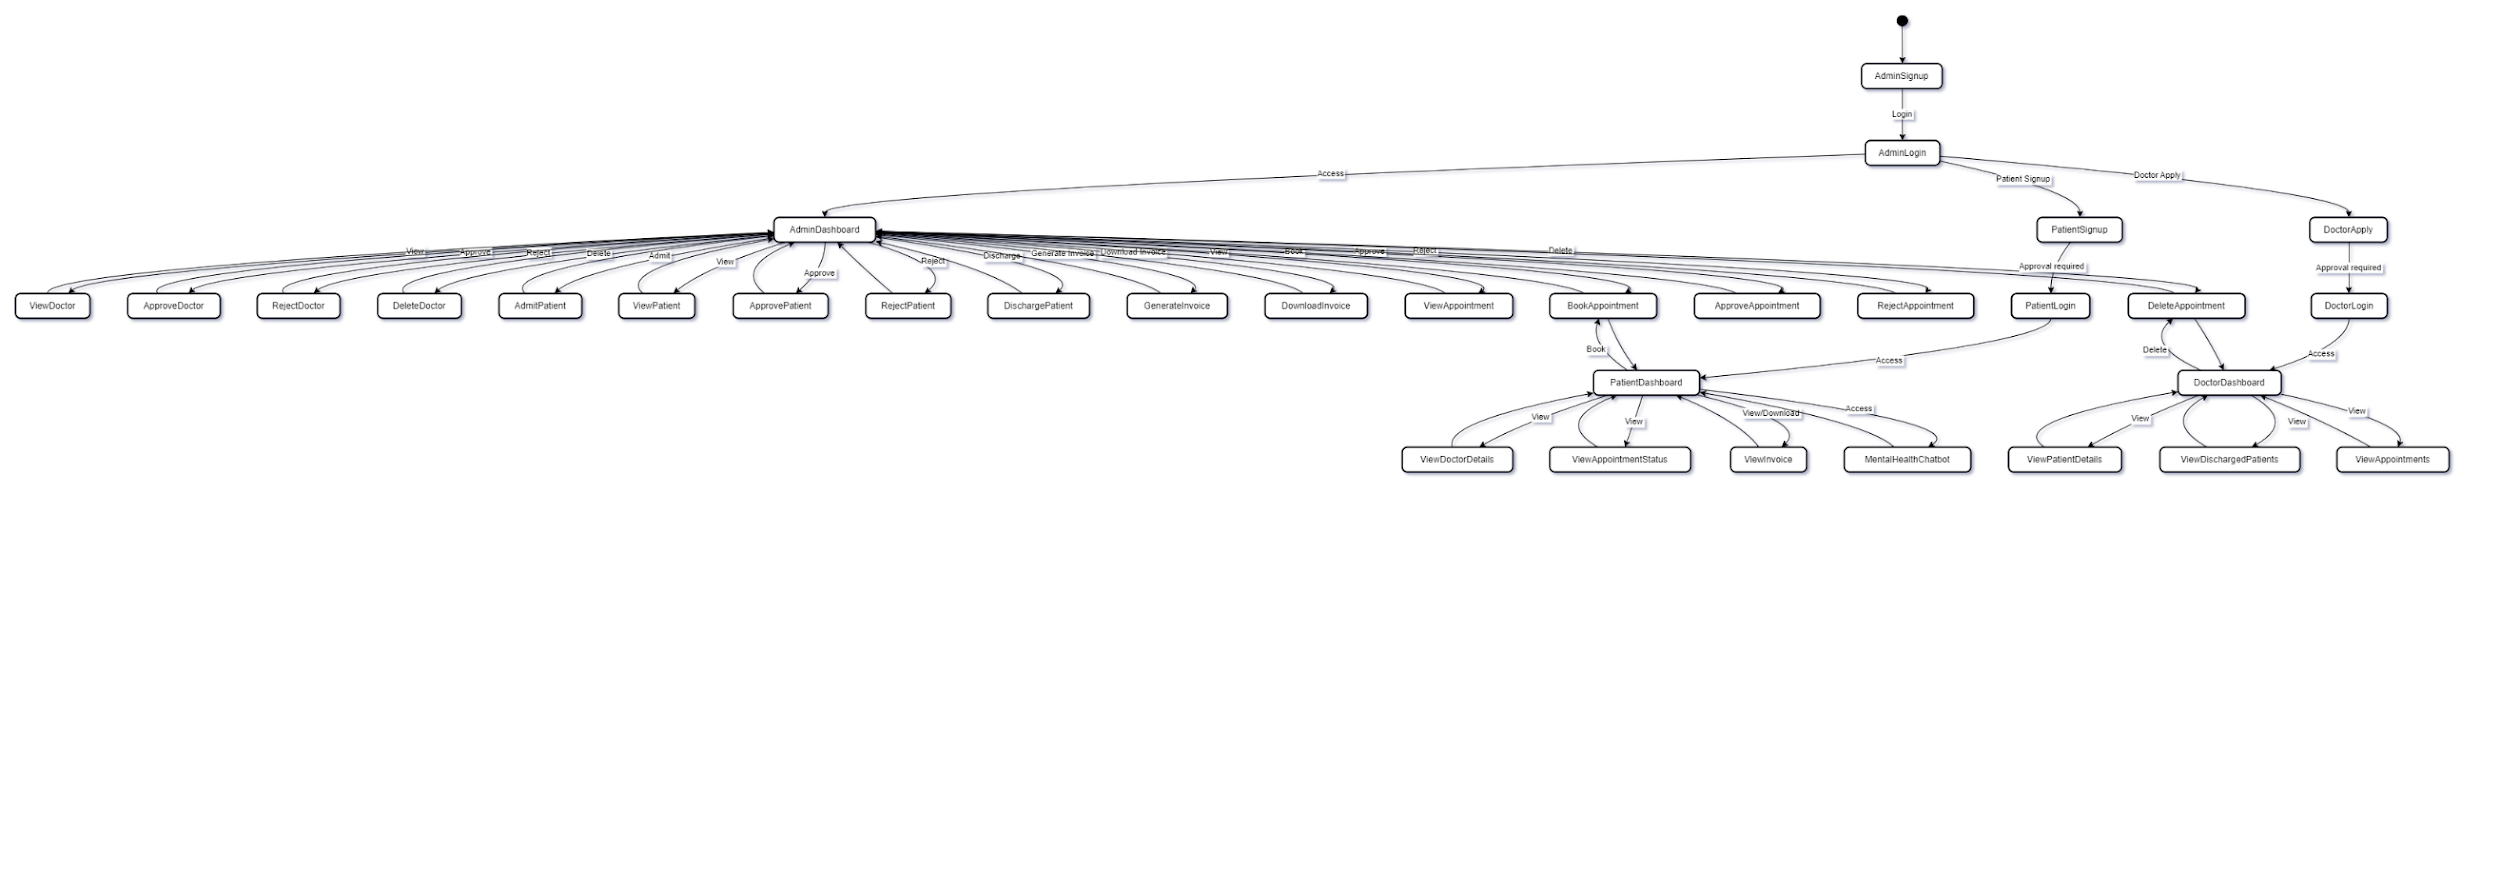 AdminSignup
Login
AdminLogin
Access
Patient Signup
Doctor Apply
AdminDashboard
PatientSignup
DoctorApply
View
Approve
Reject
Delete
Admit
View
Approve
Reject
Discharge
Generate Invoice
Download Invoice
View
Book
Approve
Reject
Delete
Approval required
Approval required
ViewDoctor
ApproveDoctor
RejectDoctor
DeleteDoctor
AdmitPatient
ViewPatient
ApprovePatient
RejectPatient
DischargePatient
GenerateInvoice
DownloadInvoice
ViewAppointment
BookAppointment
ApproveAppointment
RejectAppointment
PatientLogin
DeleteAppointment
DoctorLogin
Book
Access
Delete
Access
PatientDashboard
DoctorDashboard
View
View
View/Download
Access
View
View
View
ViewDoctorDetails
ViewAppointmentStatus
ViewInvoice
MentalHealthChatbot
ViewPatientDetails
ViewDischargedPatients
ViewAppointments